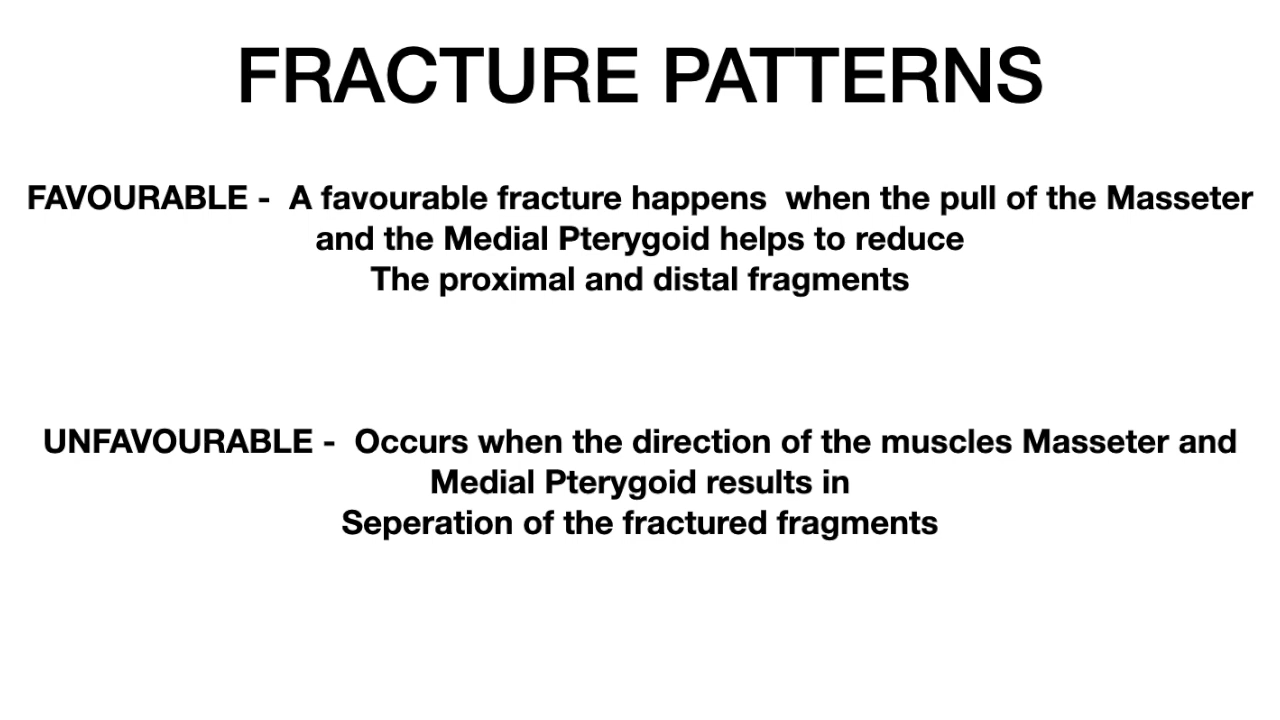 FRACTURE PATTERNS
FAVOURABLE - A favourable fracture happens when the pull of the Masseter
and the Medial Pterygoid helps to reduce
The proximal and distal fragments
UNFAVOURABLE - Occurs when the direction of the muscles Masseter and
Medial Pterygoid results in
Seperation of the fractured fragments